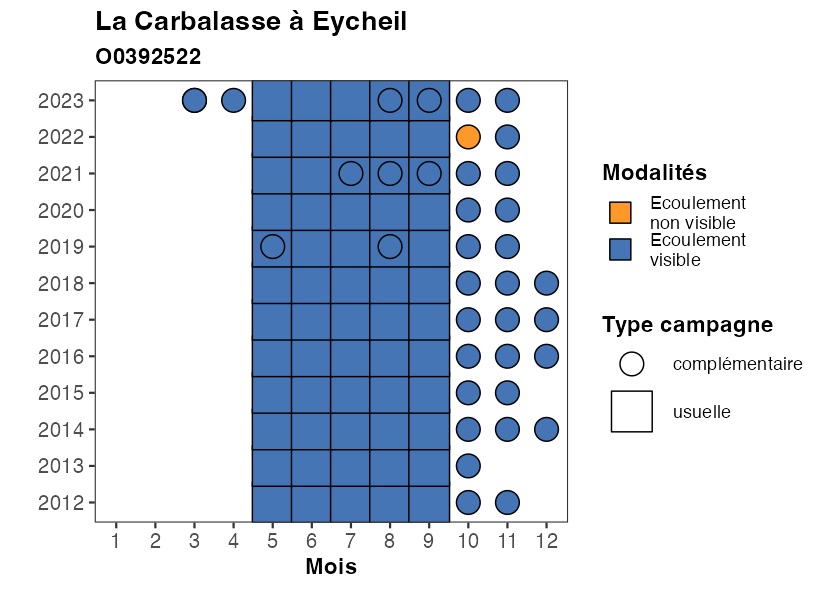 La Carbalasse à Eycheil
O0392522
2023
2022
2021
2020
2019
2018
2017
2016
2015
2014
2013
2012
1 2 3 4 5 6 7 8 9 10 11 12
Mois
Modalités
Ecoulement
non visible
Ecoulement
visible
Type campagne
complémentaire
usuelle